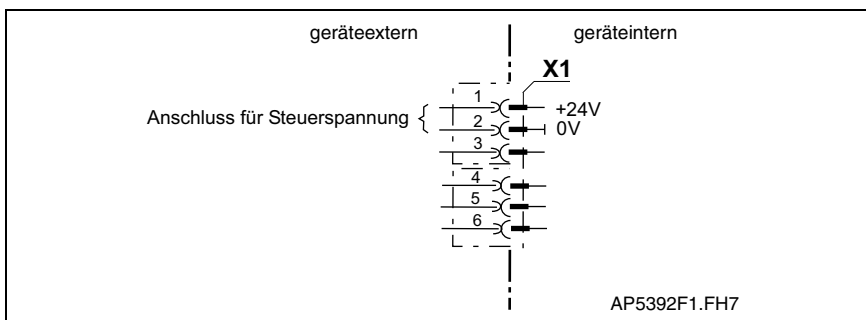 geräteextern geräteintern
X1
1 +24V
Anschluss für Steuerspannung
2 0V
3
4
5
6
AP5392F1.FH7